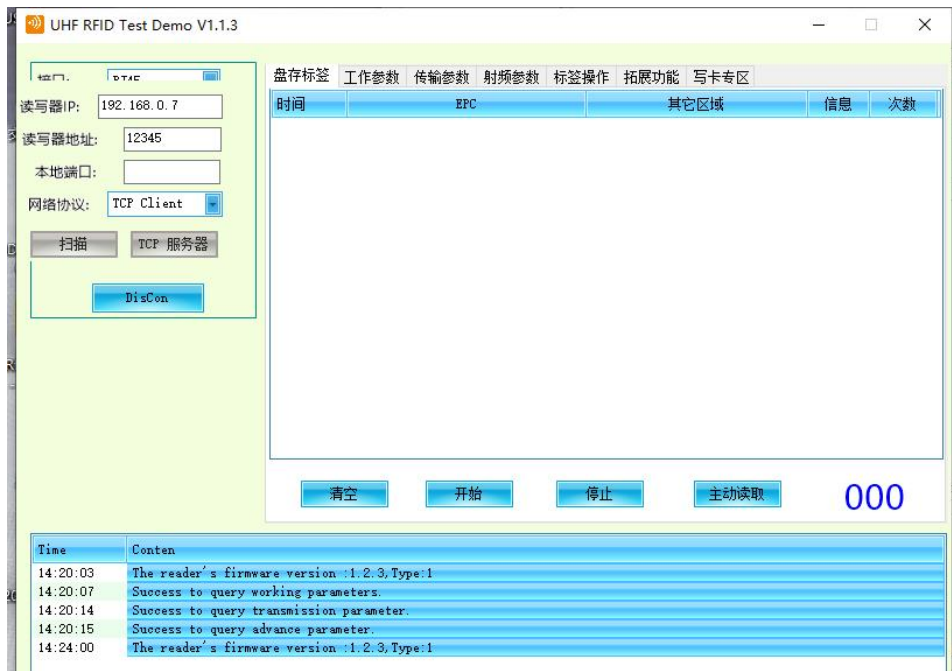 UHF RFID Test Demo V1.1.3
盘存标签 工作参数 传输参数 射频参数 标签操作 拓展功能 写卡专区
接口: RJ45
读写器IP: 192.168.0.7
读写器地址: 12345
本地端口:
网络协议: TCP Client
扫描 TCP 服务器
DisCon
时间 EPC 其它区域 信息 次数
清空 开始 停止 主动读取 000
Time Conten
14:20:03 The reader's firmware version :1.2.3,Type:1
14:20:07 Success to query working parameters.
14:20:14 Success to query transmission parameter.
14:20:15 Success to query advance parameter.
14:24:00 The reader's firmware version :1.2.3,Type:1